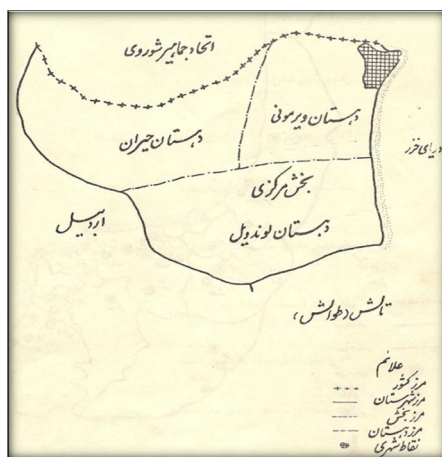 اتحاد جماهیر شوروی
دهستان ویرمونی
دهستان حیران
دریای خزر
بخش مرکزی
دهستان لوندویل
اردبیل
تالش (طوالش)
علائم
مرز کشور
مرز شهرستان
مرز بخش
مرز دهستان
نقاط شهری